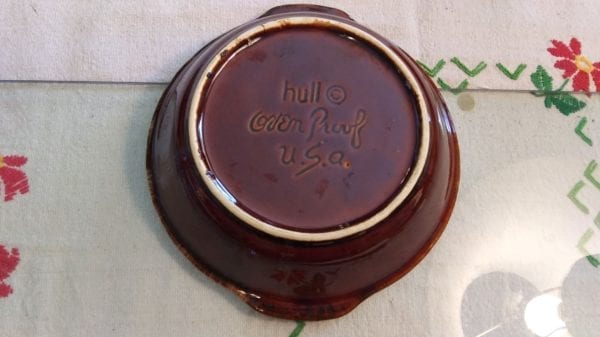 hull ©
Oven Proof
U.S.a.